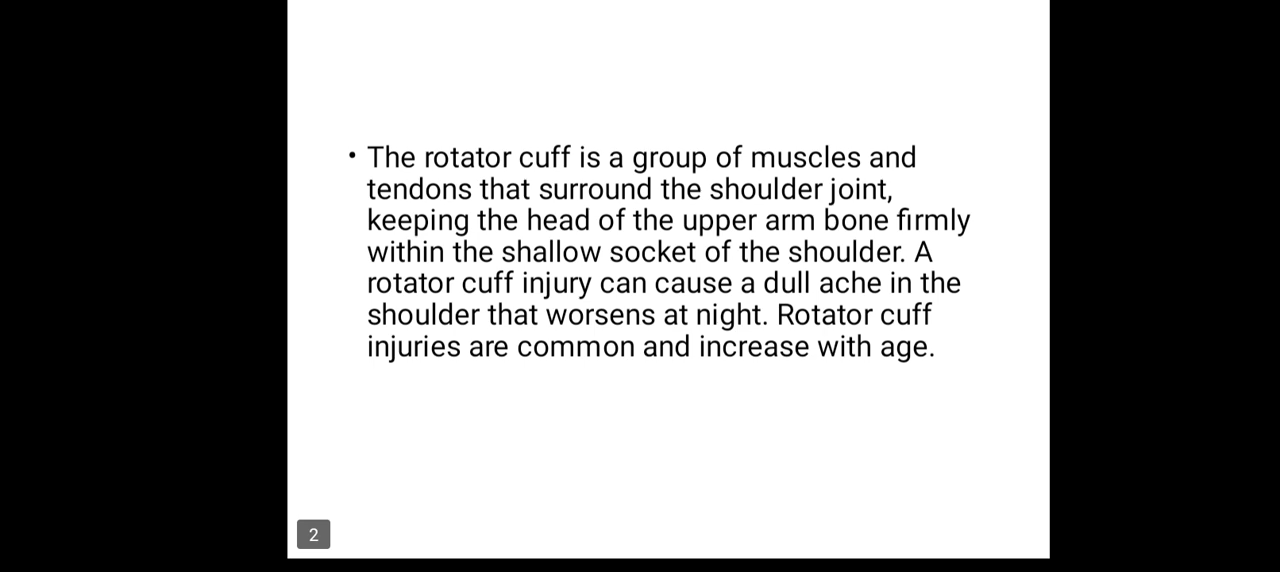 • The rotator cuff is a group of muscles and
tendons that surround the shoulder joint,
keeping the head of the upper arm bone firmly
within the shallow socket of the shoulder. A
rotator cuff injury can cause a dull ache in the
shoulder that worsens at night. Rotator cuff
injuries are common and increase with age.
2